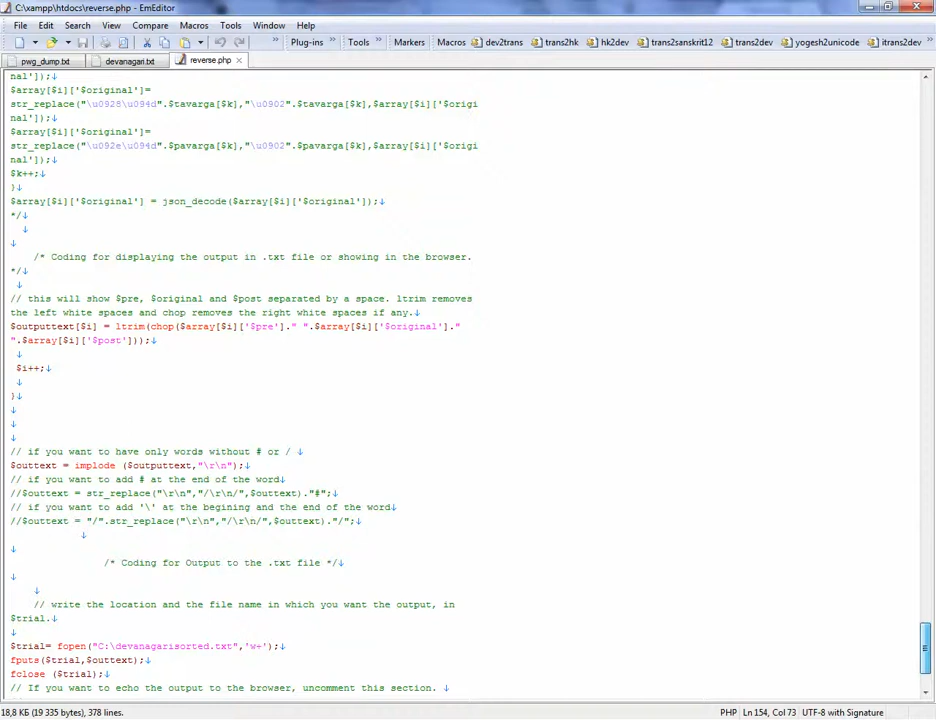 C:\xampp\htdocs\reverse.php - EmEditor
File Edit Search View Compare Macros Tools Window Help
Plug-ins » Tools » Markers Macros dev2trans trans2hk hk2dev trans2sanskrit12 trans2dev yogesh2unicode itrans2dev
pwg_dump.txt devanagari.txt reverse.php ×
nal']);↓
$array[$i]['$original']=
str_replace("\u0928\u094d".$tavarga[$k],"\u0902".$tavarga[$k],$array[$i]['$origi
nal']);↓
$array[$i]['$original']=
str_replace("\u092e\u094d".$pavarga[$k],"\u0902".$pavarga[$k],$array[$i]['$origi
nal']);↓
$k++;↓
}↓
$array[$i]['$original'] = json_decode($array[$i]['$original']);↓
*/↓
↓
↓
/* Coding for displaying the output in .txt file or showing in the browser.
*/↓
↓
// this will show $pre, $original and $post separated by a space. ltrim removes
the left white spaces and chop removes the right white spaces if any.↓
$outputtext[$i] = ltrim(chop($array[$i]['$pre']." ".$array[$i]['$original']."
".$array[$i]['$post']));↓
↓
$i++;↓
↓
}↓
↓
↓
↓
// if you want to have only words without # or / ↓
$outtext = implode ($outputtext,"\r\n");↓
// if you want to add # at the end of the word↓
//$outtext = str_replace("\r\n","/\r\n/",$outtext)."#";↓
// if you want to add '\' at the begining and the end of the word↓
//$outtext = "/".str_replace("\r\n","/\r\n/",$outtext)."/";↓
↓
↓
/* Coding for Output to the .txt file */↓
↓
↓
// write the location and the file name in which you want the output, in
$trial.↓
↓
$trial= fopen("C:\devanagarisorted.txt",'w+');↓
fputs($trial,$outtext);↓
fclose ($trial);↓
// If you want to echo the output to the browser, uncomment this section. ↓
18,8 КБ (19 335 bytes), 378 lines. PHP Ln 154, Col 73 UTF-8 with Signature